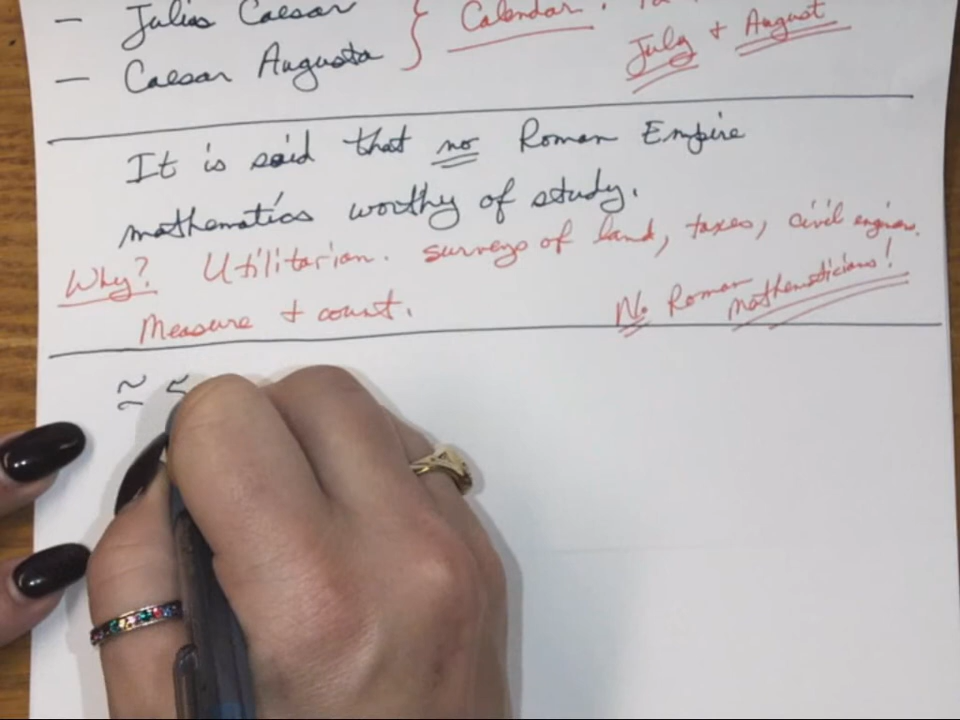 — Julius Caesar } Calendar.
July + August
— Caesar Augusta
It is said that no Roman Empire
mathematics worthy of study.
Why? Utilitarian. surveys of land, taxes, civil engineer.
Measure + count. No Roman
mathematicians!
≈ 5